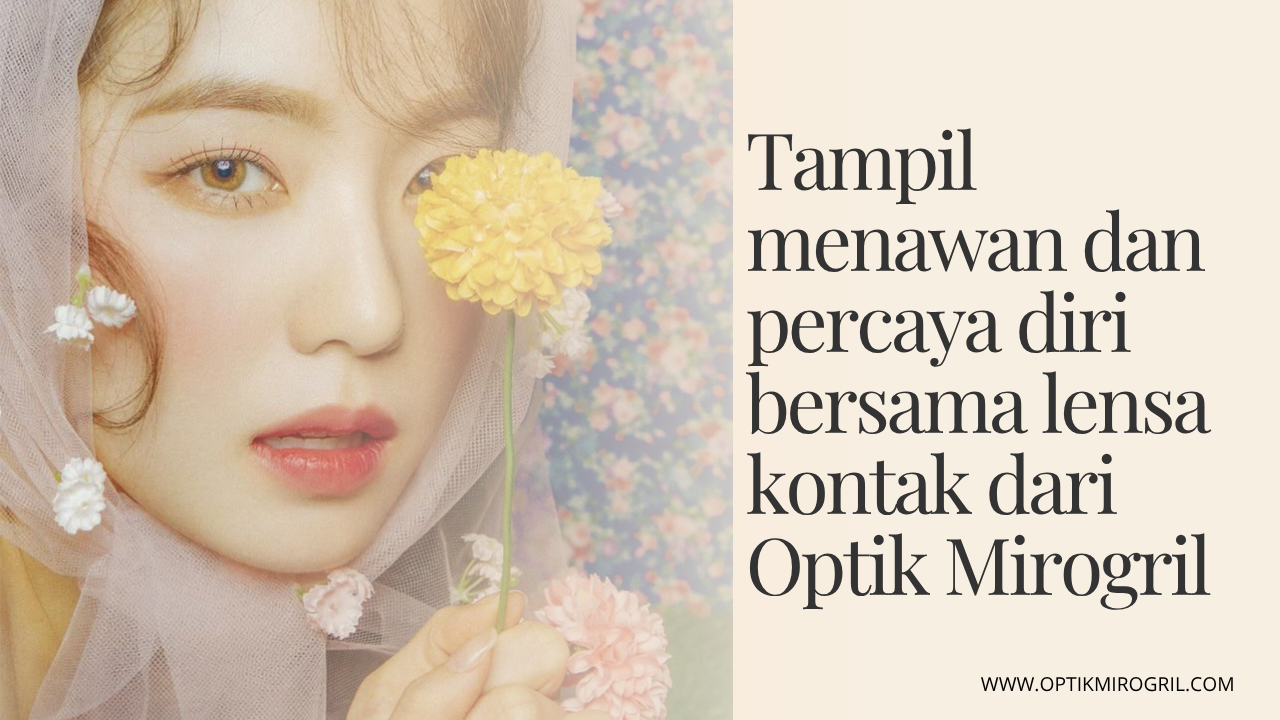 Tampil
menawan dan
percaya diri
bersama lensa
kontak dari
Optik Mirogril
WWW.OPTIKMIROGRIL.COM